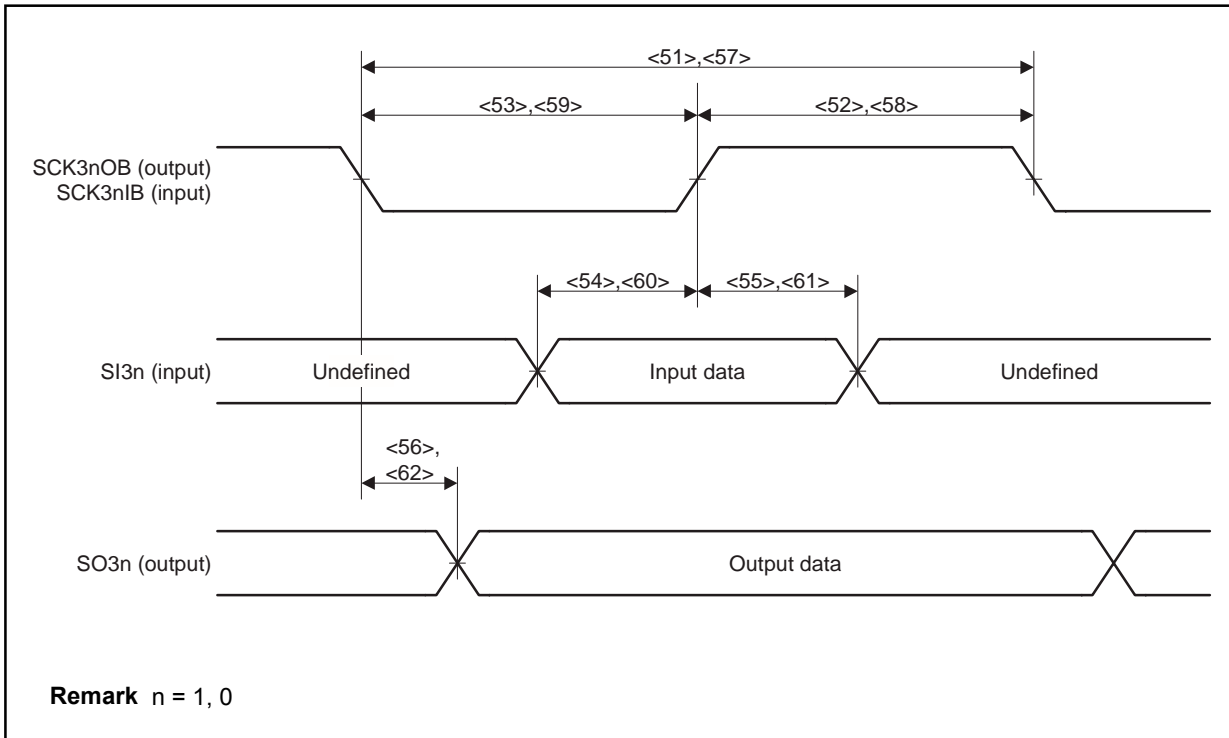 <51>,<57>
<53>,<59>
<52>,<58>
SCK3nOB (output)
SCK3nIB (input)
<54>,<60>
<55>,<61>
SI3n (input)
Undefined
Input data
Undefined
<56>,
<62>
SO3n (output)
Output data
Remark n = 1, 0